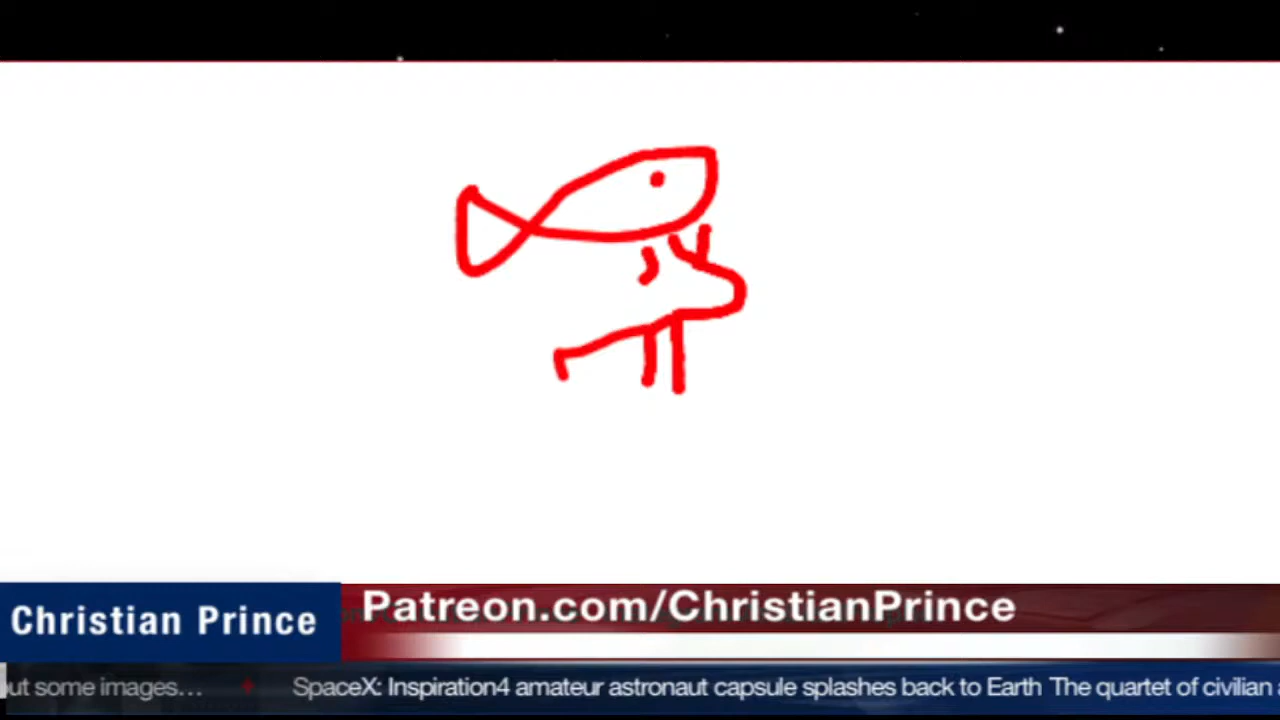 Patreon.com/ChristianPrince
Christian Prince
out some images... SpaceX: Inspiration4 amateur astronaut capsule splashes back to Earth The quartet of civilian